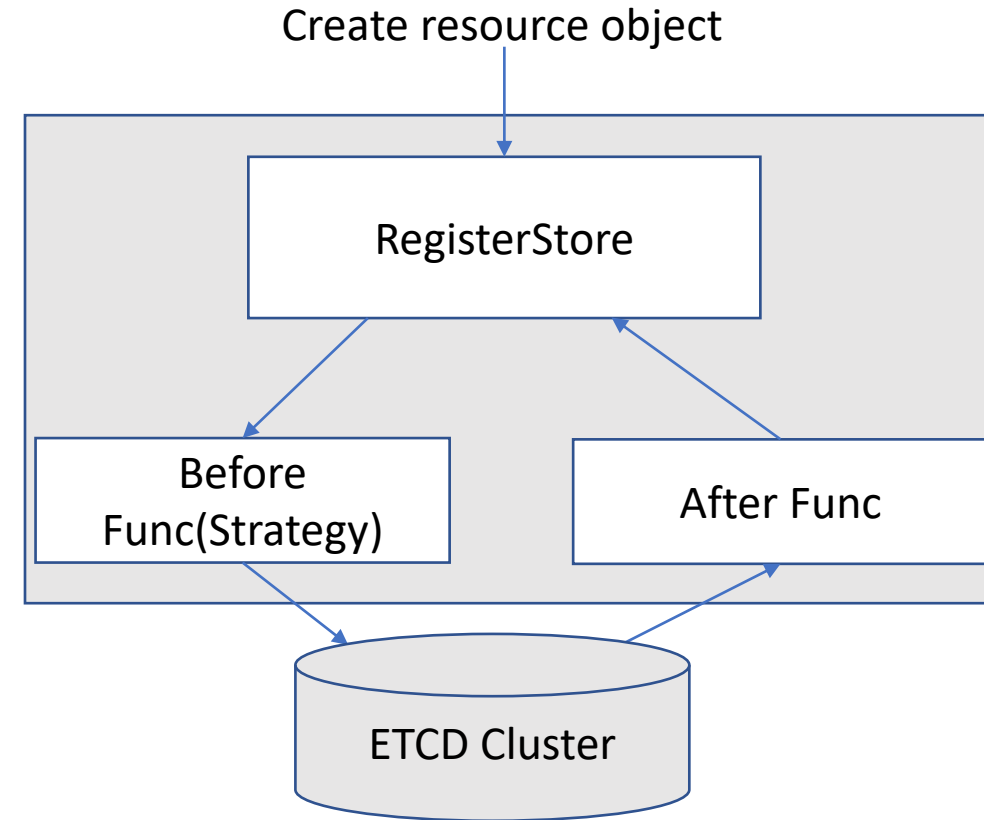 Create resource object
RegisterStore
Before
Func(Strategy)
After Func
ETCD Cluster